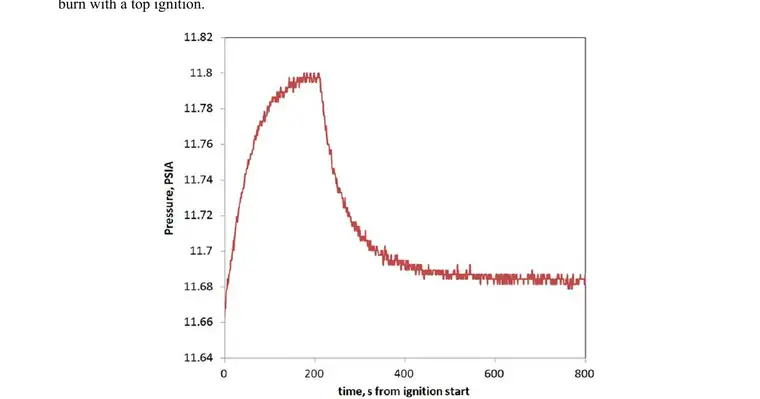 burn with a top ignition.
11.82
11.8
11.78
11.76
11.74
11.72
11.7
11.68
11.66
11.64
Pressure, PSIA
0 200 400 600 800
time, s from ignition start